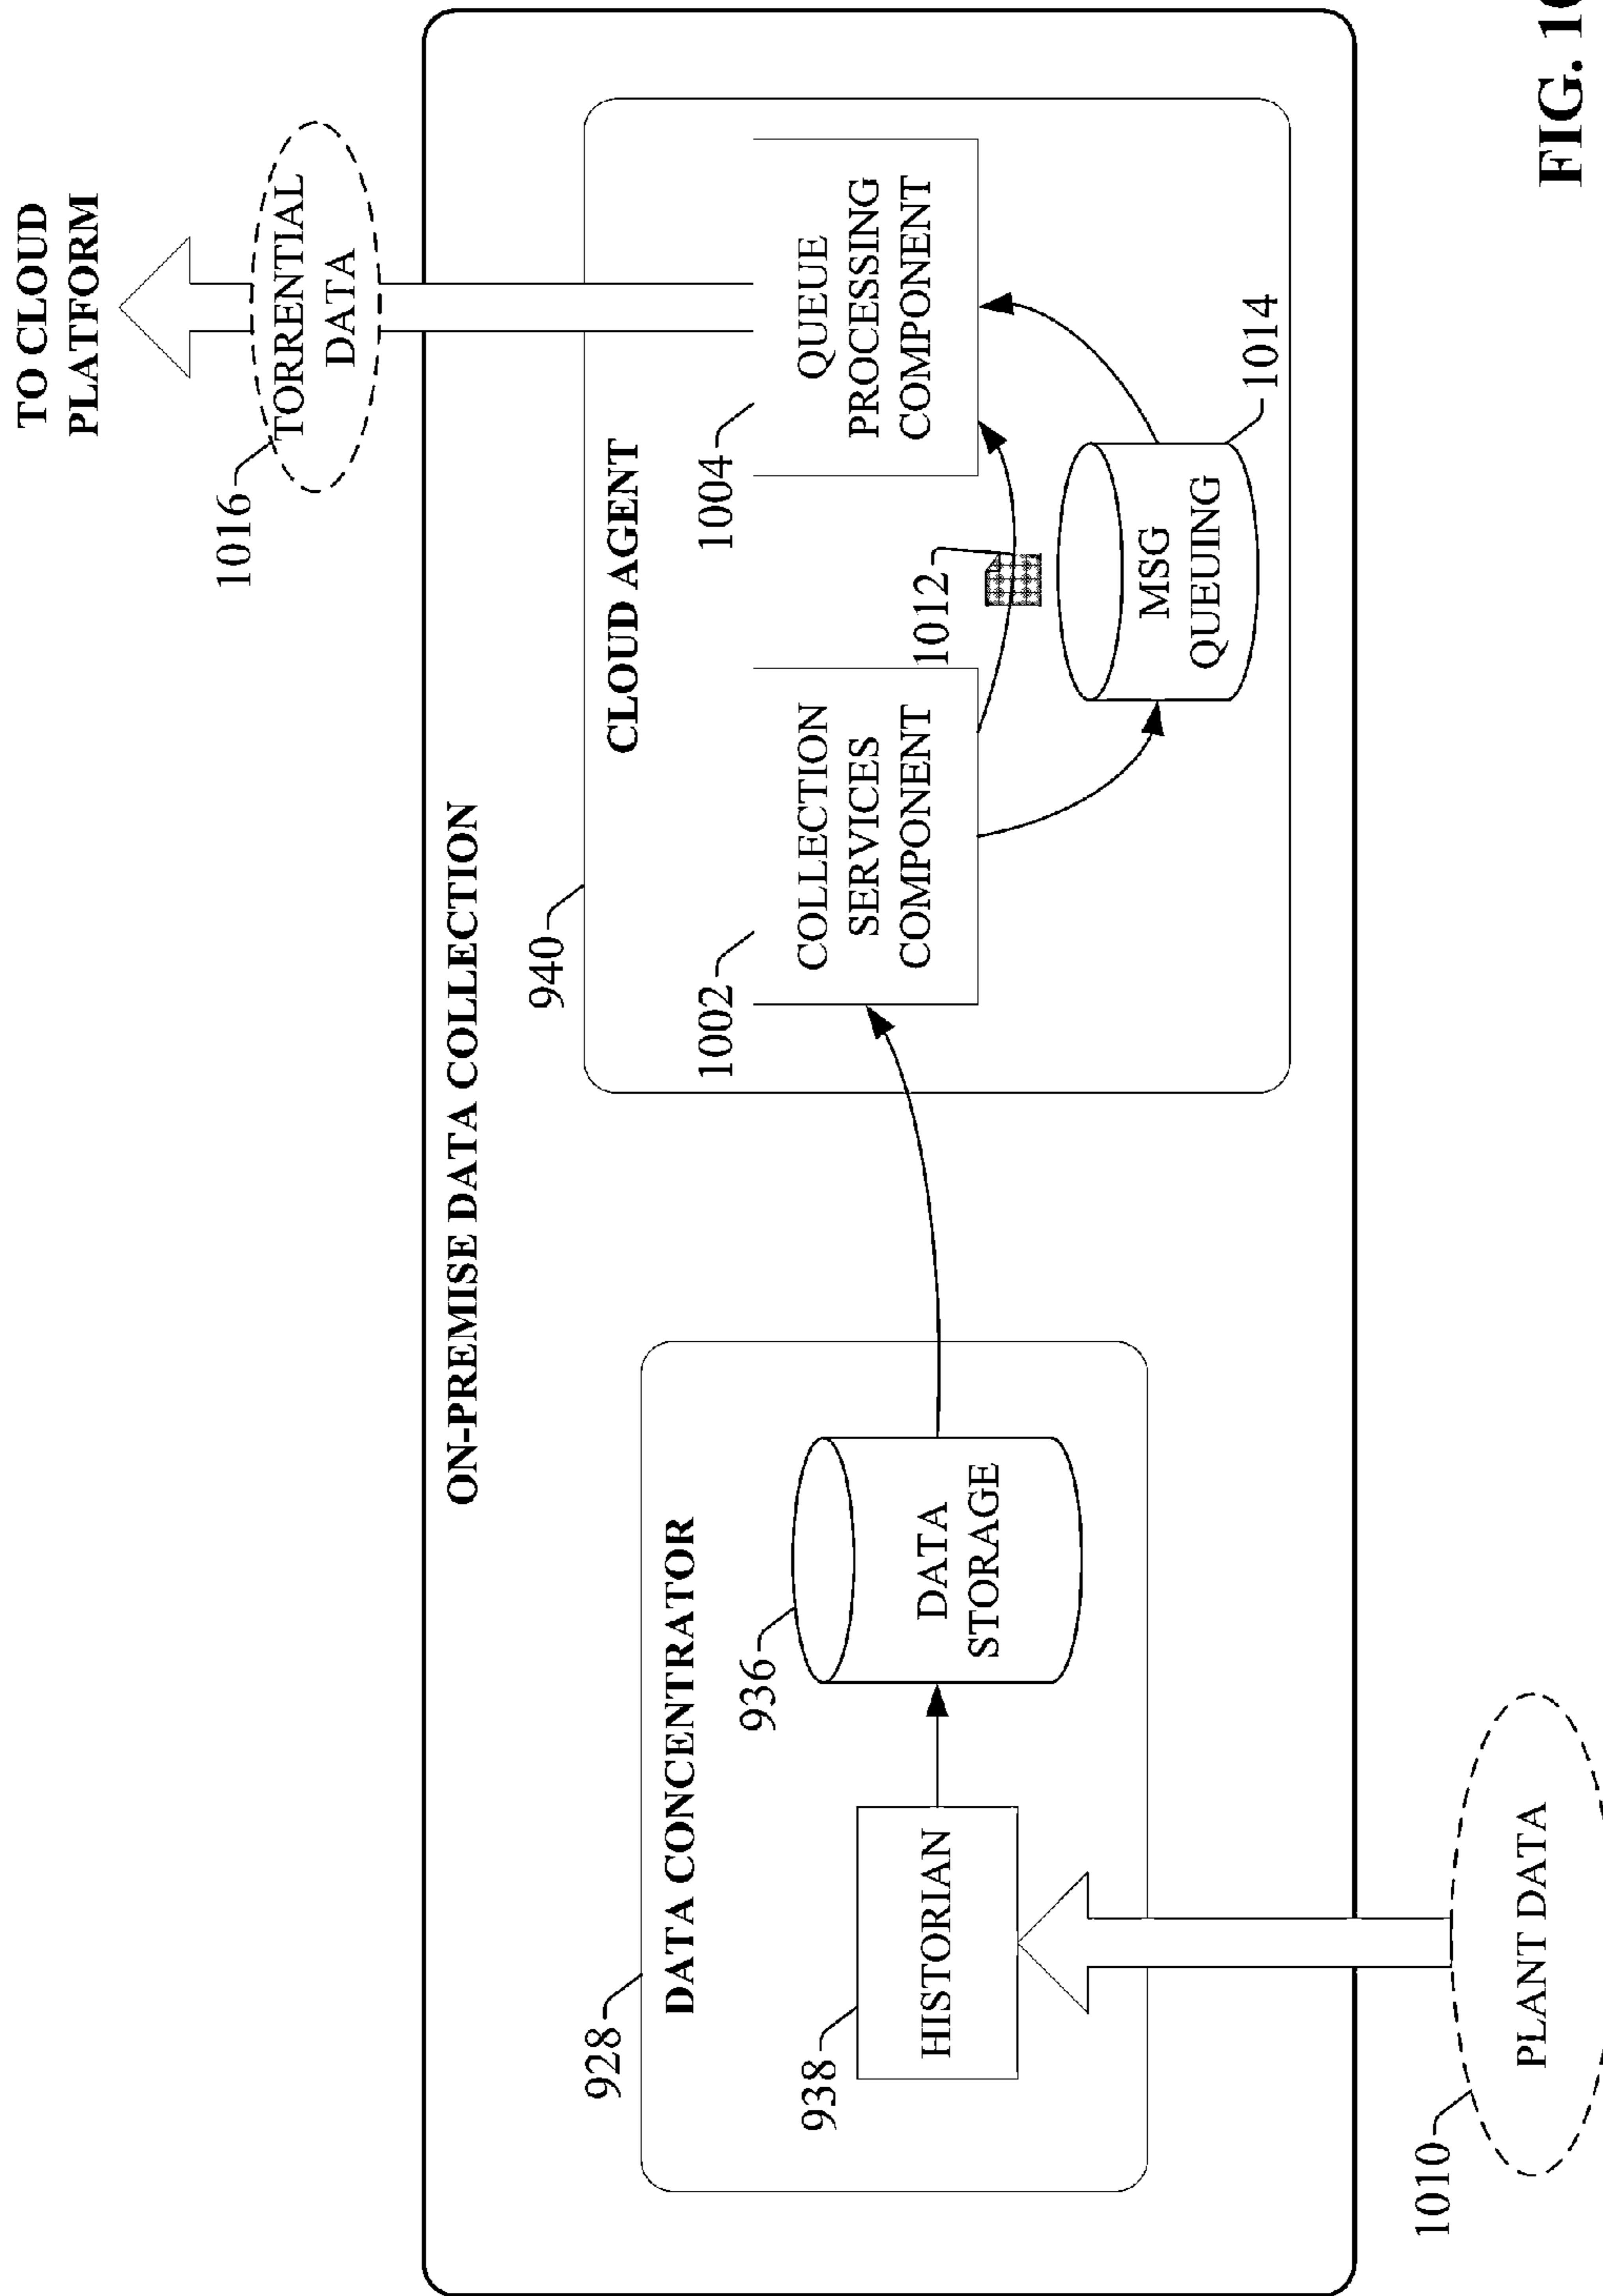 TO CLOUD
PLATFORM
1016
TORRENTIAL
DATA
ON-PREMISE DATA COLLECTION
940
CLOUD AGENT
1002
COLLECTION
SERVICES
COMPONENT
1004
QUEUE
PROCESSING
COMPONENT
1012
MSG
QUEUING
1014
928
DATA CONCENTRATOR
938
HISTORIAN
936
DATA
STORAGE
1010
PLANT DATA
FIG.